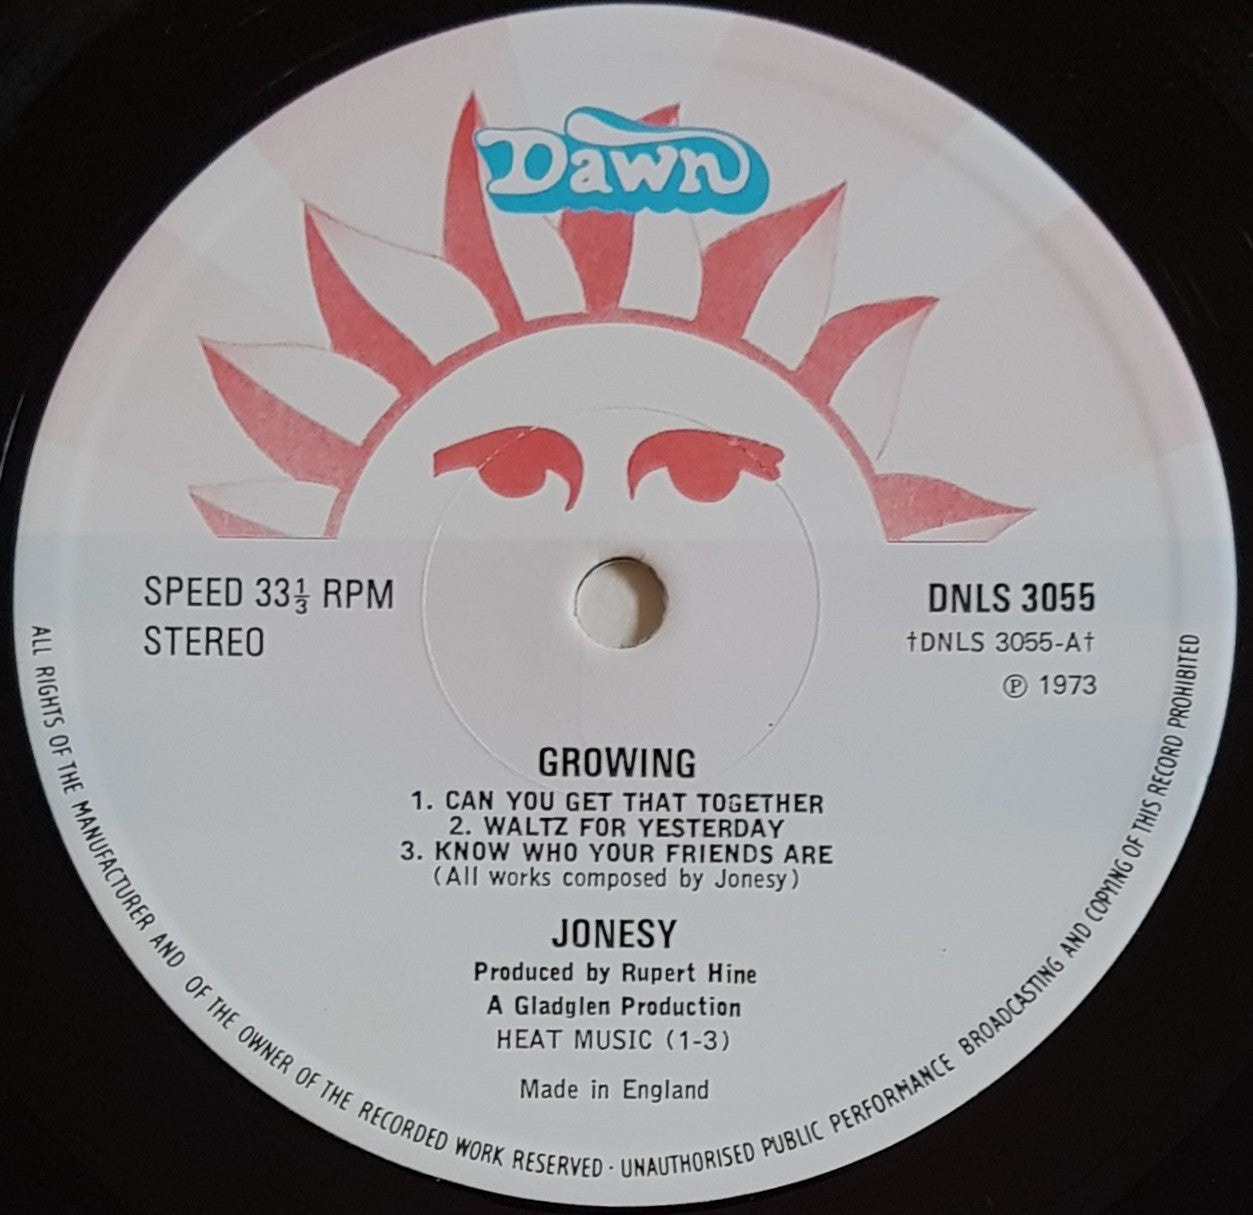 Dawn
SPEED 33⅓ RPM
STEREO
DNLS 3055
†DNLS 3055-A†
℗ 1973
GROWING
1. CAN YOU GET THAT TOGETHER
2. WALTZ FOR YESTERDAY
3. KNOW WHO YOUR FRIENDS ARE
(All works composed by Jonesy)
JONESY
Produced by Rupert Hine
A Gladglen Production
HEAT MUSIC (1-3)
Made in England
ALL RIGHTS OF THE MANUFACTURER AND OF THE OWNER OF THE RECORDED WORK RESERVED · UNAUTHORISED PUBLIC PERFORMANCE BROADCASTING AND COPYING OF THIS RECORD PROHIBITED